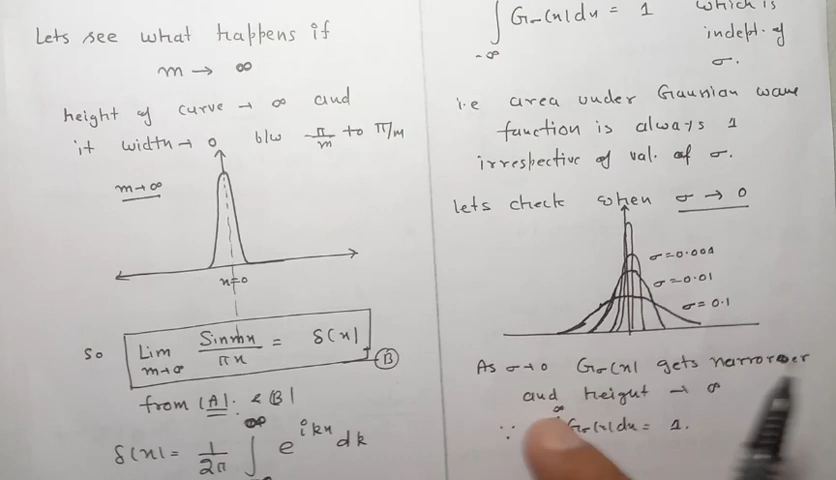 Lets see what happens if
m → ∞
height of curve → ∞ and
it width → 0 b/w -π/m to π/m
m→∞
x=0
So Lim m→∞ Sinmx/πx = δ(x)
B
from (A) & (B)
δ(x) = 1/2π ∫ ∞ e^ikx dk
∫ -∞ Gσ(x)dx = 1 which is
indept. of
σ.
i.e area under Gaussian wave
function is always 1
irrespective of val. of σ.
lets check when σ → 0
σ=0.001
σ=0.01
σ=0.1
As σ→0 Gσ(x) gets narrower
and height →
∵ ∞ Gσ(x)dx = 1.